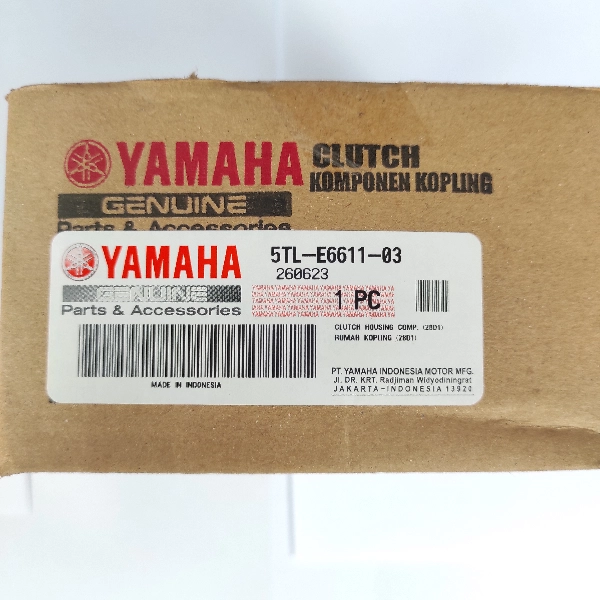 YAMAHA
GENUINE
Parts & Accessories
CLUTCH
KOMPONEN KOPLING
YAMAHA
GENUINE
Parts & Accessories
5TL-E6611-03
260623
1 PC
CLUTCH HOUSING COMP. (28D1)
RUMAH KOPLING (28D1)
MADE IN INDONESIA
PT. YAMAHA INDONESIA MOTOR MFG.
JL. DR. KRT. Radjiman Widyodiningrat
JAKARTA-INDONESIA 13920